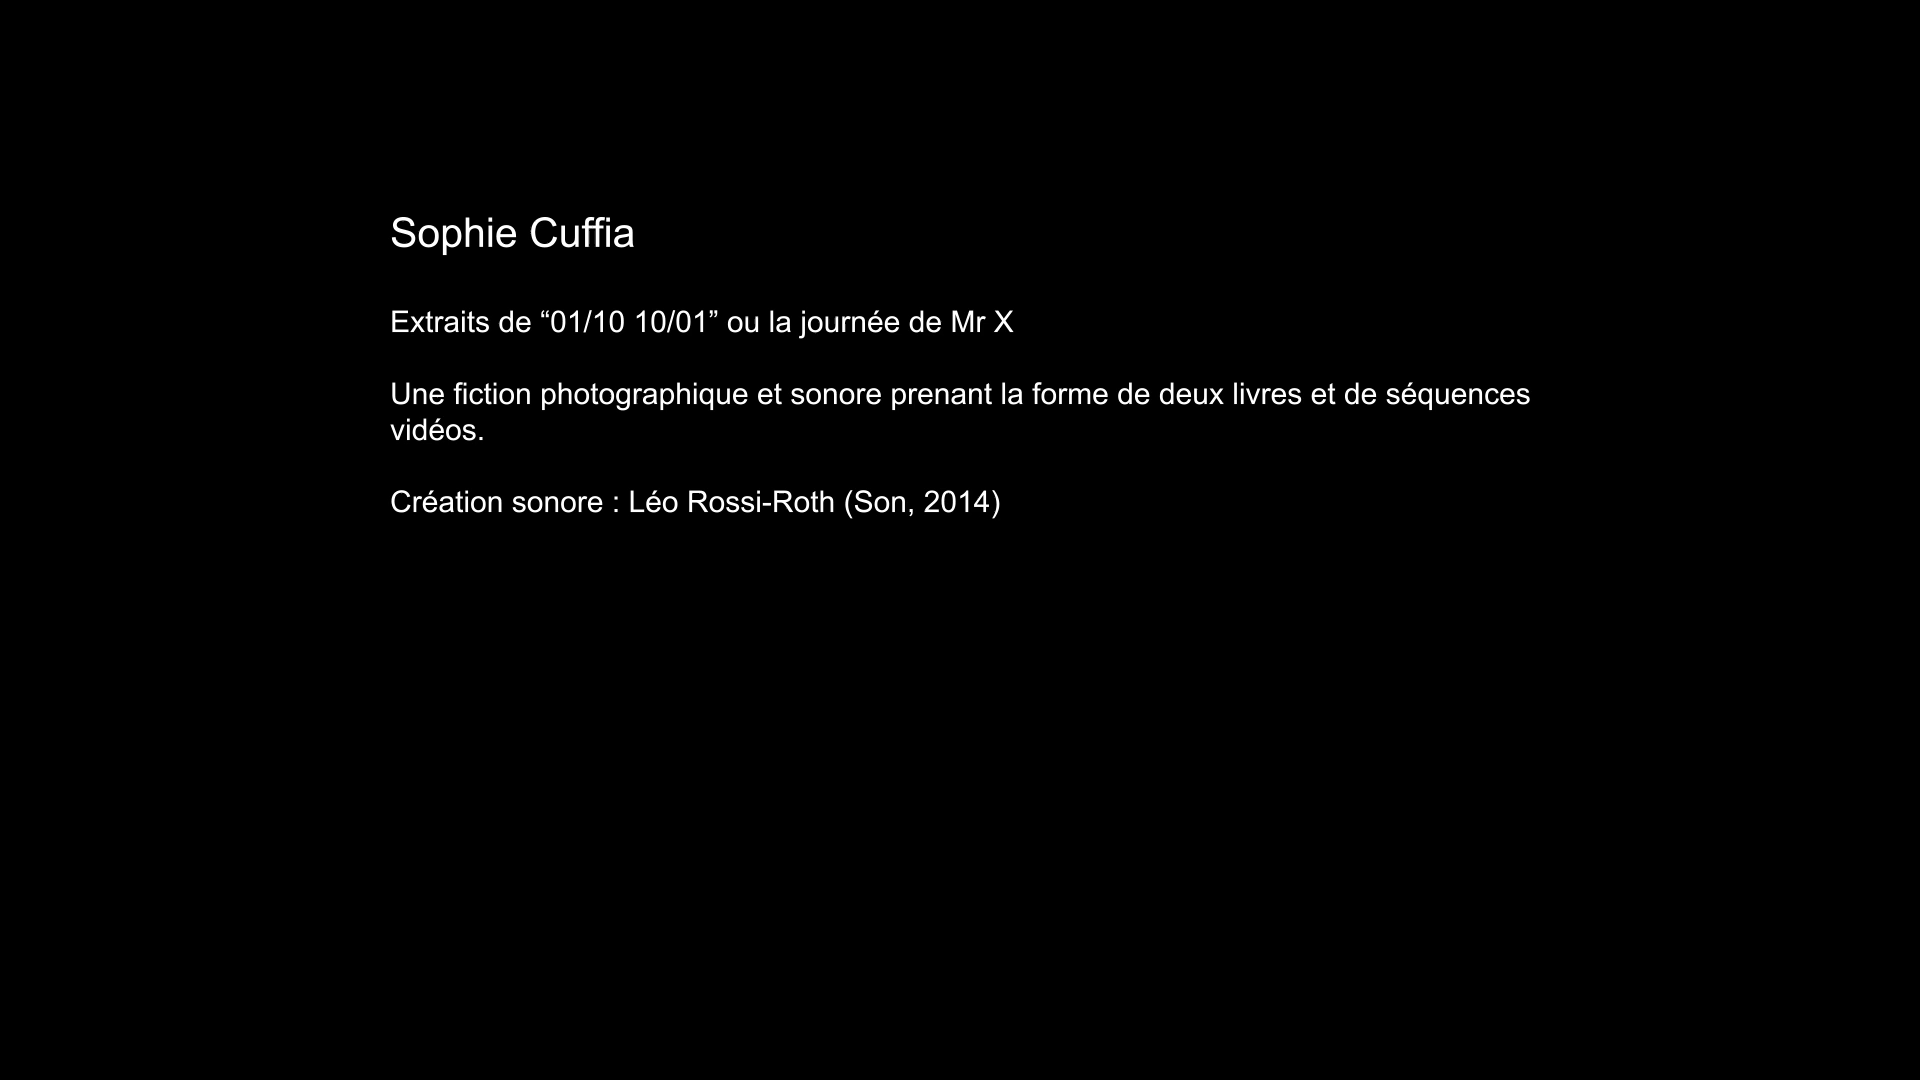 Sophie Cuffia
Extraits de “01/10 10/01” ou la journée de Mr X
Une fiction photographique et sonore prenant la forme de deux livres et de séquences
vidéos.
Création sonore : Léo Rossi-Roth (Son, 2014)